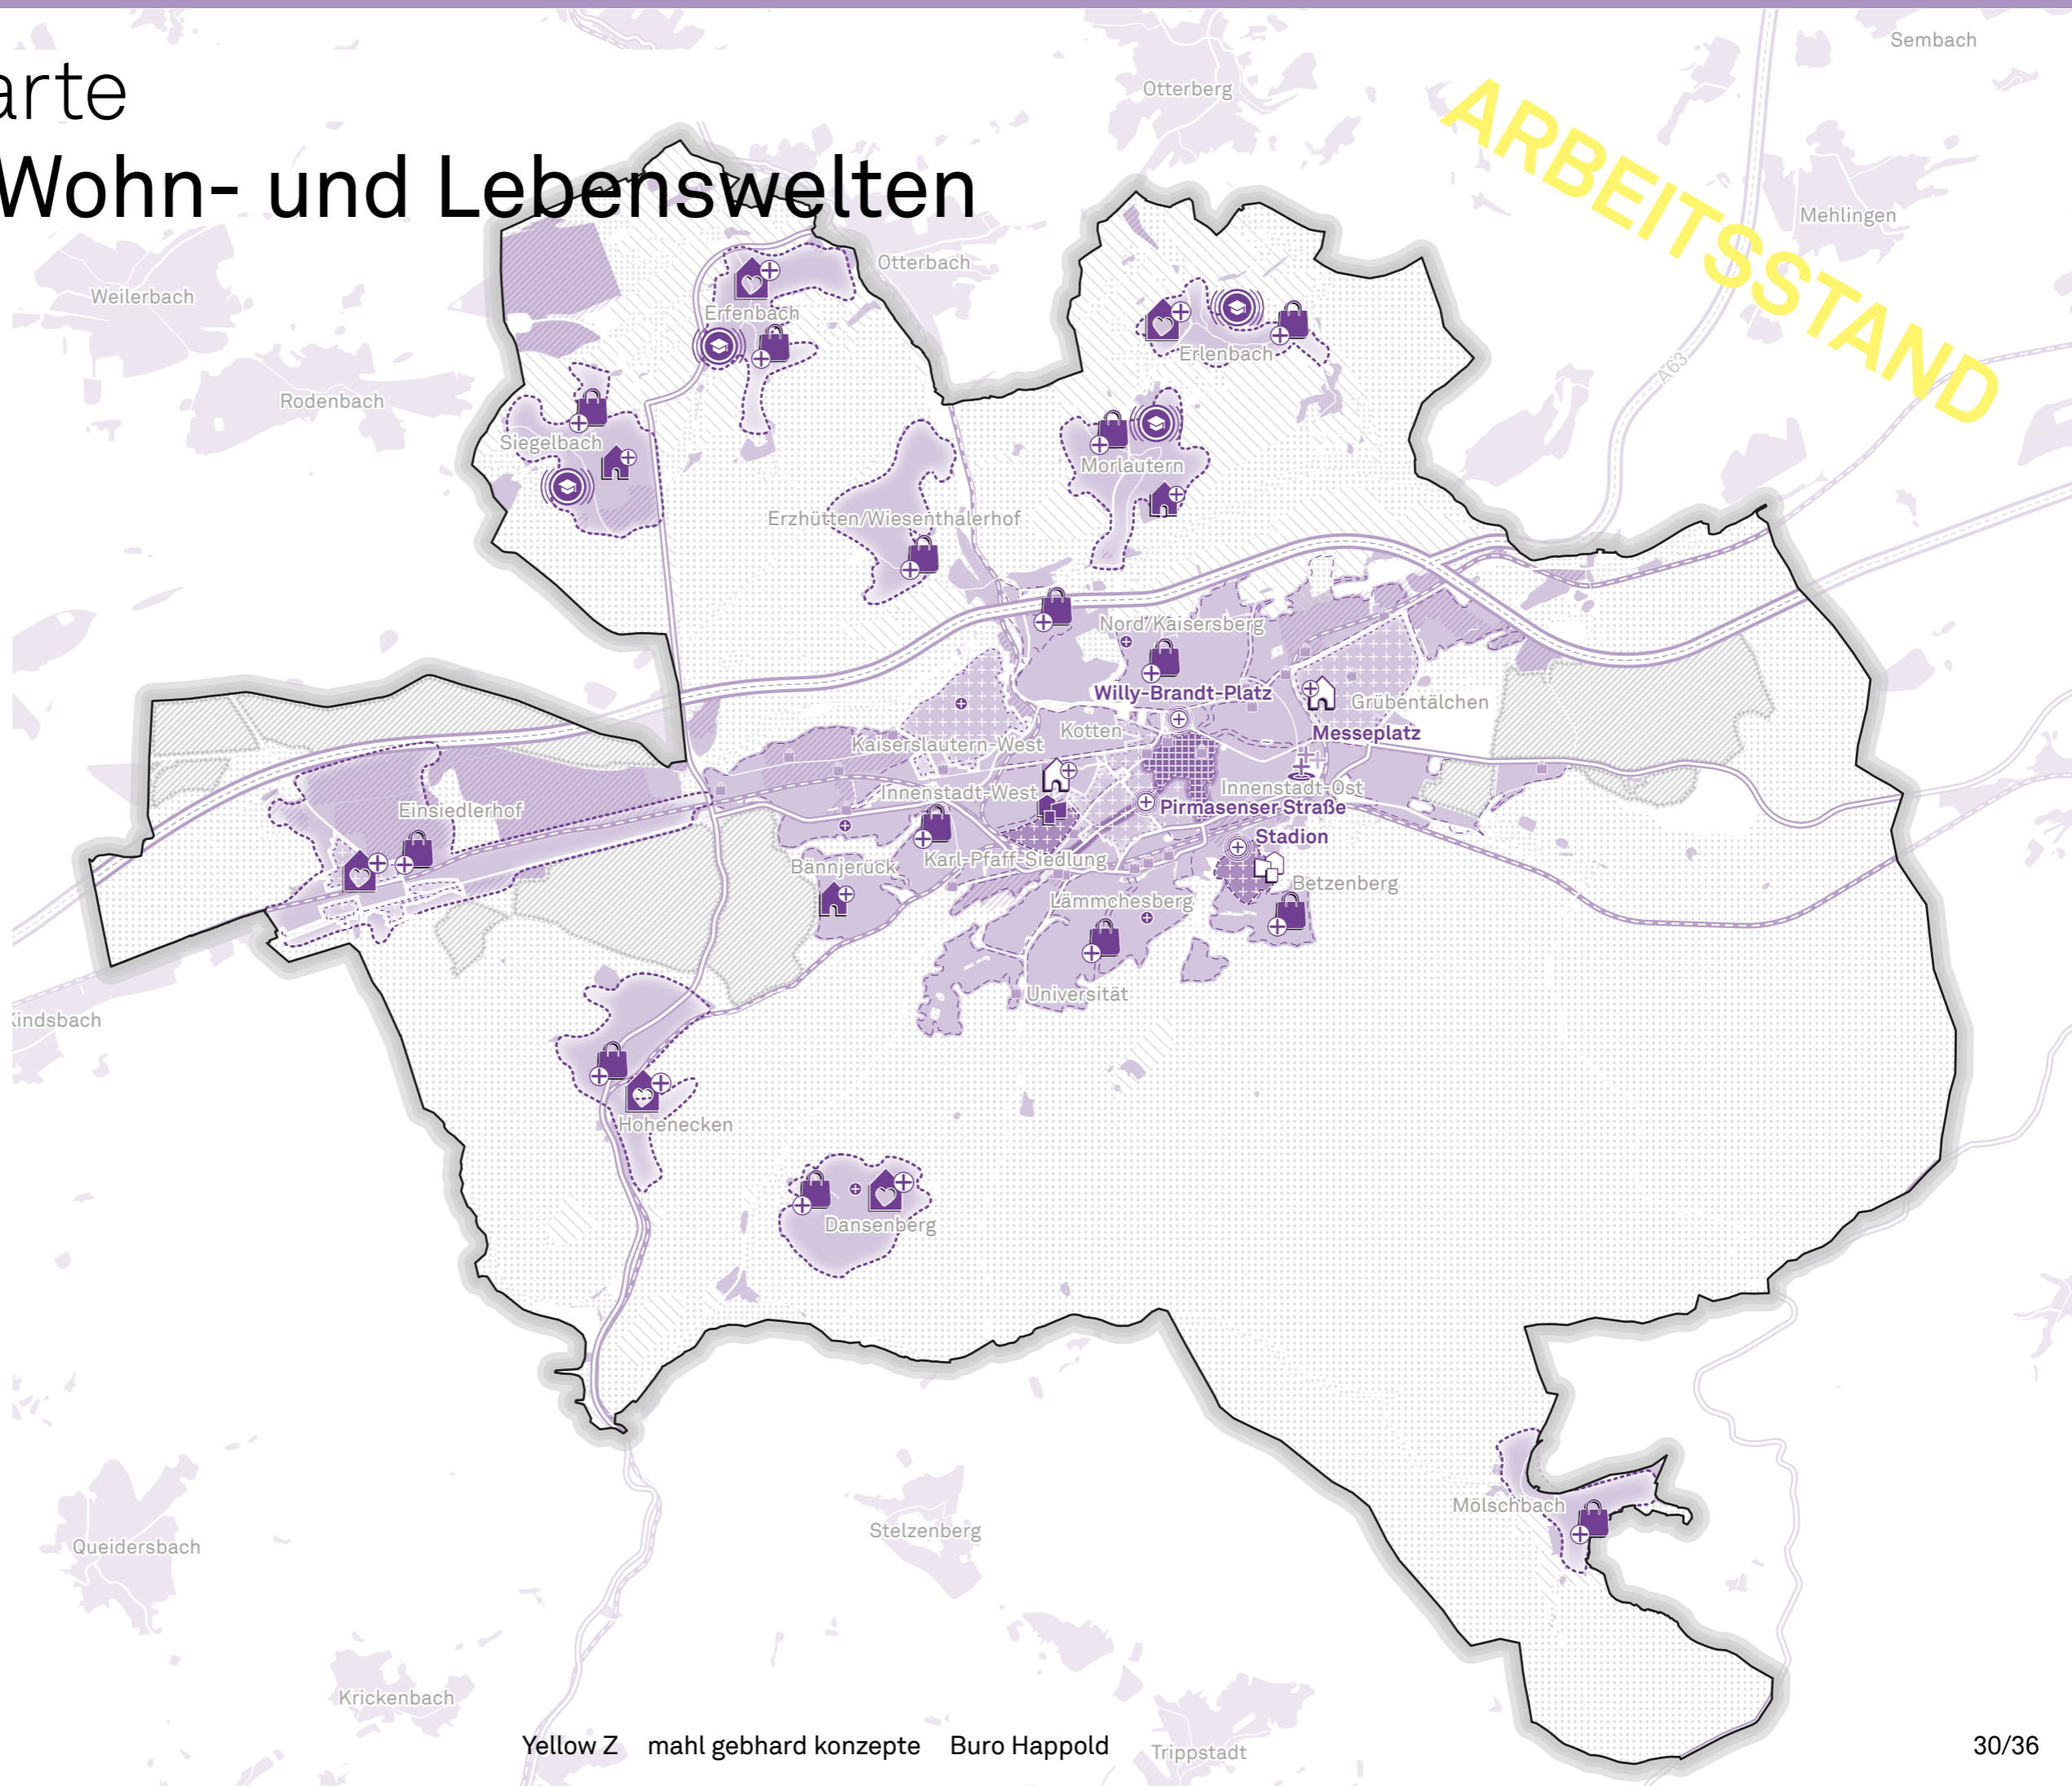 arte
Wohn- und Lebenswelten
ARBEITSSTAND
Sembach
Otterberg
Mehlingen
Otterbach
Weilerbach
Erfenbach
Erlenbach
A63
Rodenbach
Siegelbach
Morlautern
Erzhütten/Wiesenthalerhof
Nord/Kaisersberg
Willy-Brandt-Platz
Grübentälchen
Kotten
Messeplatz
Kaiserslautern-West
Innenstadt-West
Innenstadt-Ost
Pirmasenser Straße
Einsiedlerhof
Stadion
Karl-Pfaff-Siedlung
Bännjerück
Betzenberg
Lämmchesberg
Universität
Kindsbach
Hohenecken
Dansenberg
Mölschbach
Stelzenberg
Queidersbach
Krickenbach
Trippstadt
Yellow Z mahl gebhard konzepte Buro Happold
30/36